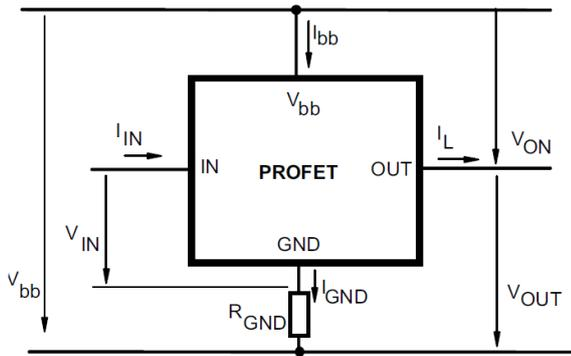 Ibb
Vbb
IIN
IN
PROFET
OUT
IL
VON
VIN
GND
Vbb
IGND
RGND
VOUT